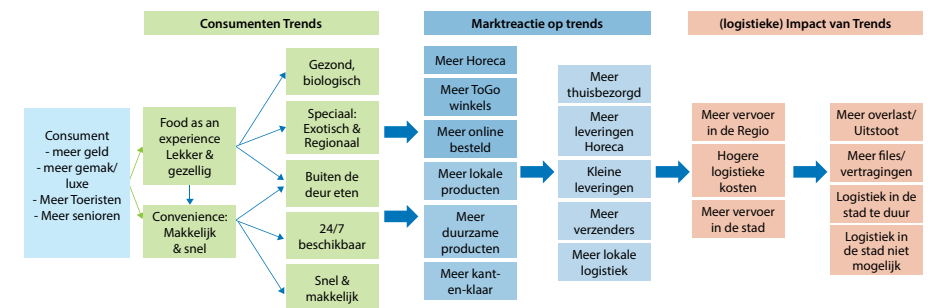 Consumenten Trends
Marktreactie op trends
(logistieke) Impact van Trends
Consument
- meer geld
- meer gemak/
luxe
- Meer Toeristen
- Meer senioren
Food as an
experience
Lekker &
gezellig
Convenience:
Makkelijk
& snel
Gezond,
biologisch
Speciaal:
Exotisch &
Regionaal
Buiten de
deur eten
24/7
beschikbaar
Snel &
makkelijk
Meer Horeca
Meer ToGo
winkels
Meer online
besteld
Meer lokale
producten
Meer
duurzame
producten
Meer kant-
en-klaar
Meer
thuisbezorgd
Meer
leveringen
Horeca
Kleine
leveringen
Meer
verzenders
Meer lokale
logistiek
Meer vervoer
in de Regio
Hogere
logistieke
kosten
Meer vervoer
in de stad
Meer overlast/
Uitstoot
Meer files/
vertragingen
Logistiek in de
stad te duur
Logistiek in
de stad niet
mogelijk